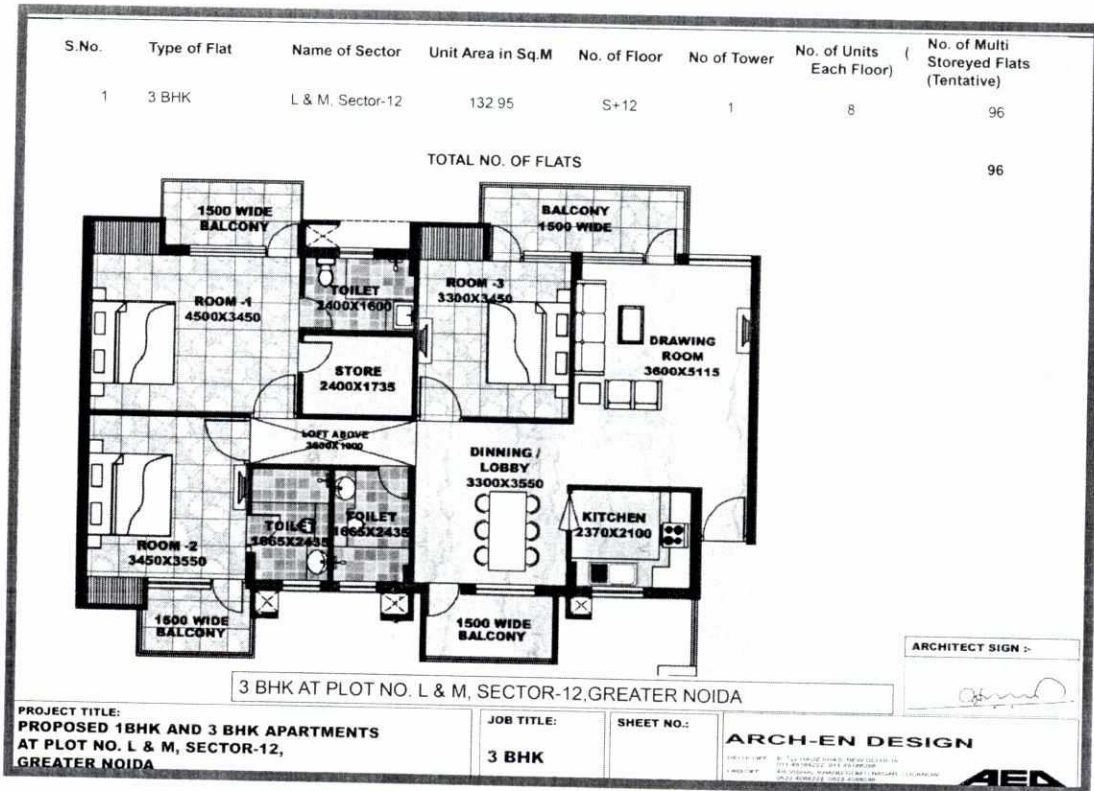 S.No. Type of Flat Name of Sector Unit Area in Sq.M No. of Floor No of Tower No. of Units Each Floor) ( No. of Multi Storeyed Flats (Tentative)
1 3 BHK L & M, Sector-12 132.95 S+12 1 8 96
TOTAL NO. OF FLATS 96
1500 WIDE
BALCONY
BALCONY
1500 WIDE
ROOM -1
4500X3450
TOILET
2400X1600
ROOM -3
3300X3450
DRAWING
ROOM
3600X5115
STORE
2400X1735
LOFT ABOVE
DINNING /
LOBBY
3300X3550
TOILET
1865X2435
TOILET
1665X2435
KITCHEN
2370X2100
ROOM -2
3450X3550
1500 WIDE
BALCONY
1500 WIDE
BALCONY
ARCHITECT SIGN :-
3 BHK AT PLOT NO. L & M, SECTOR-12,GREATER NOIDA
PROJECT TITLE:
PROPOSED 1BHK AND 3 BHK APARTMENTS
AT PLOT NO. L & M, SECTOR-12,
GREATER NOIDA
JOB TITLE:
3 BHK
SHEET NO.:
ARCH-EN DESIGN
AED